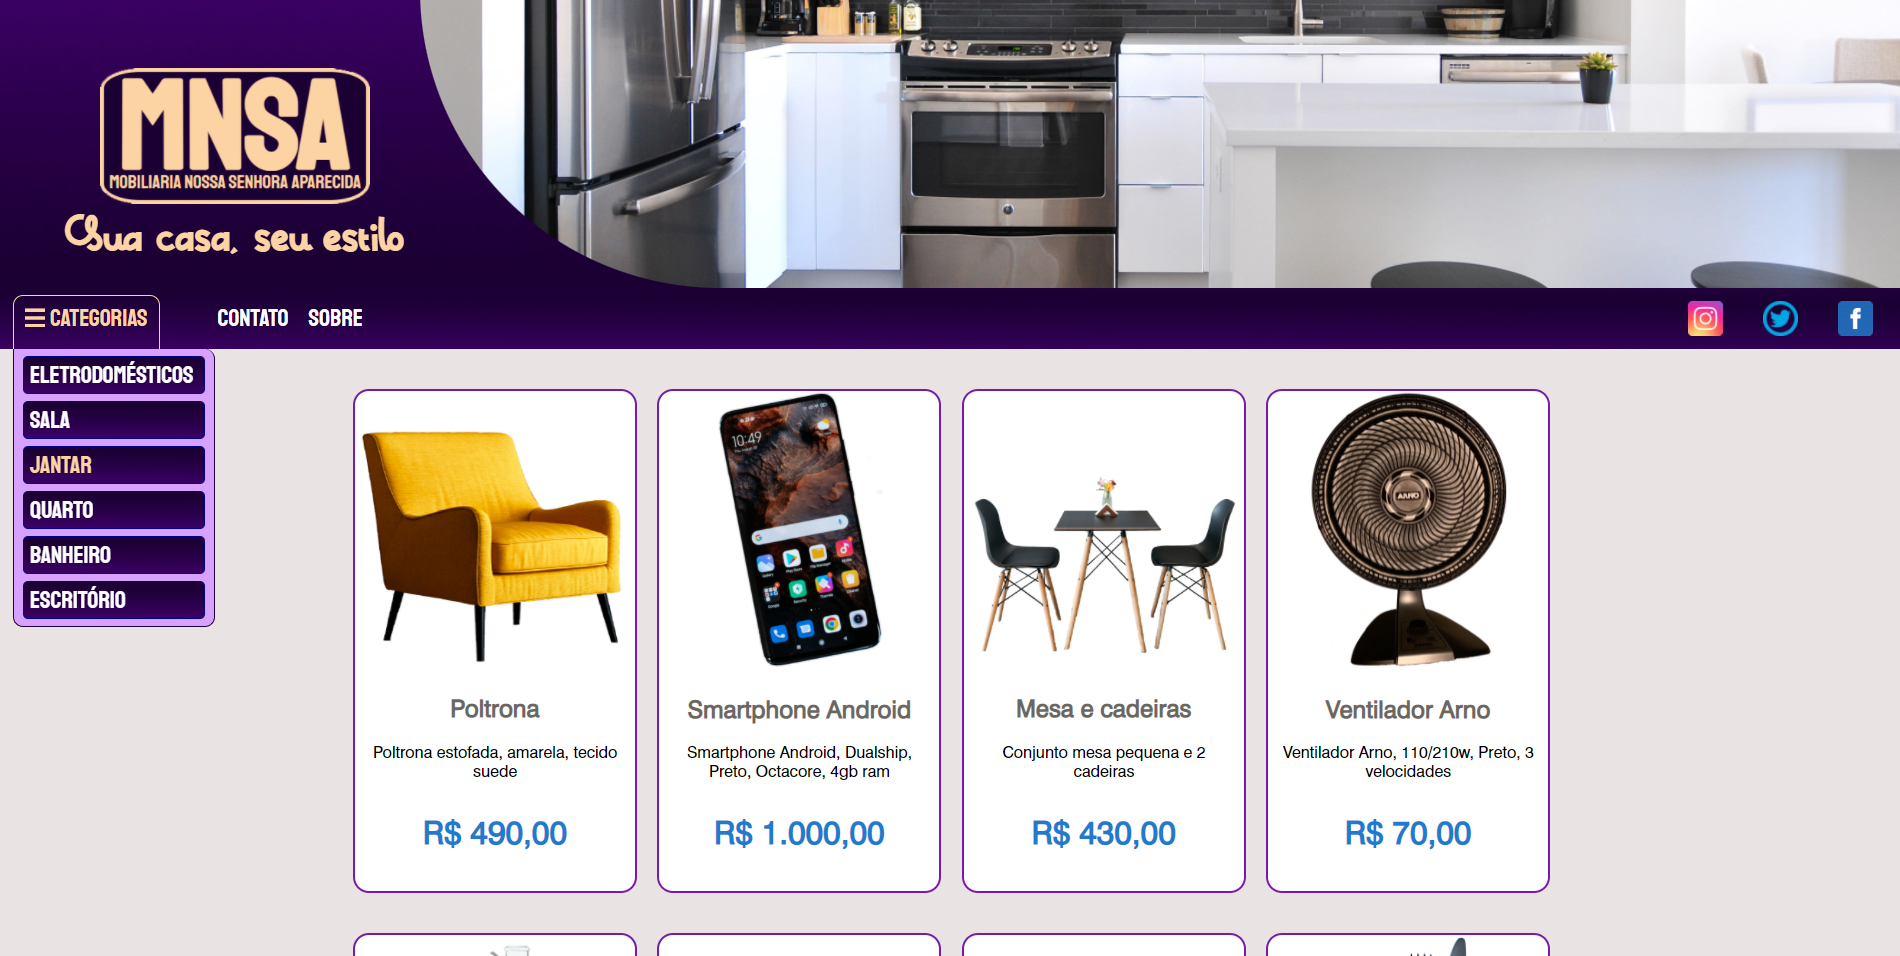 MNSA
MOBILIARIA NOSSA SENHORA APARECIDA
Sua casa, seu estilo
CATEGORIAS
CONTATO
SOBRE
ELETRODOMÉSTICOS
SALA
JANTAR
QUARTO
BANHEIRO
ESCRITÓRIO
10:49
ARNO
Poltrona
Poltrona estofada, amarela, tecido
suede
R$ 490,00
Smartphone Android
Smartphone Android, Dualship,
Preto, Octacore, 4gb ram
R$ 1.000,00
Mesa e cadeiras
Conjunto mesa pequena e 2
cadeiras
R$ 430,00
Ventilador Arno
Ventilador Arno, 110/210w, Preto, 3
velocidades
R$ 70,00